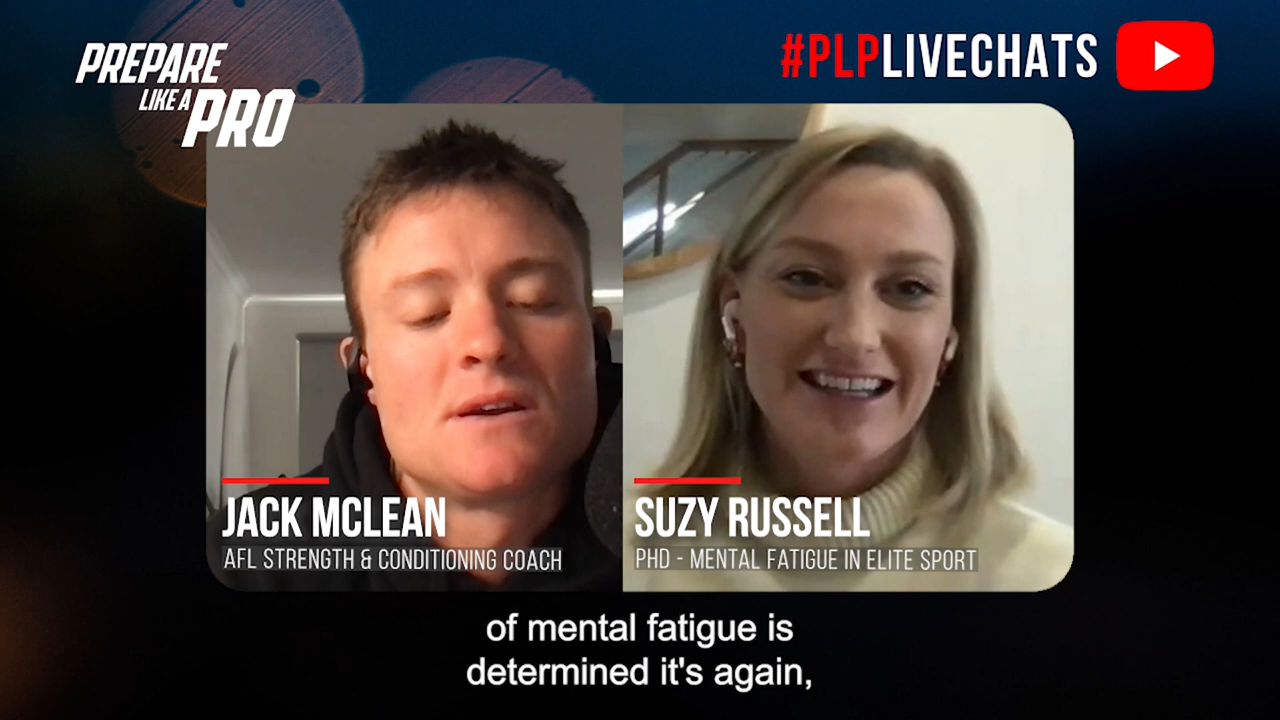 PREPARE
LIKE A
PRO
#PLPLIVECHATS
JACK MCLEAN
AFL STRENGTH & CONDITIONING COACH
SUZY RUSSELL
PHD - MENTAL FATIGUE IN ELITE SPORT
of mental fatigue is
determined it's again,